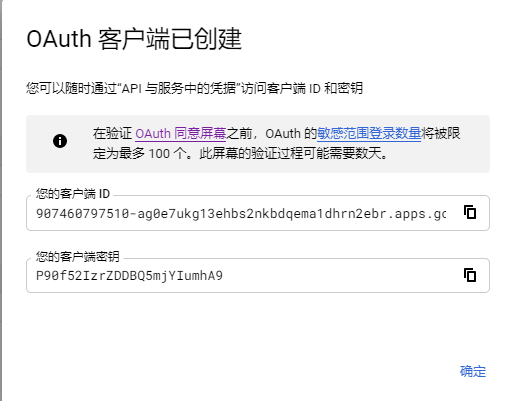 OAuth 客户端已创建
您可以随时通过“API 与服务中的凭据”访问客户端 ID 和密钥
在验证 OAuth 同意屏幕之前，OAuth 的敏感范围登录数量将被限
定为最多 100 个。此屏幕的验证过程可能需要数天。
您的客户端 ID
907460797510-ag0e7ukg13ehbs2nkbdqema1dhrn2ebr.apps.gc
您的客户端密钥
P90f52IzrZDDBQ5mjYIumhA9
确定